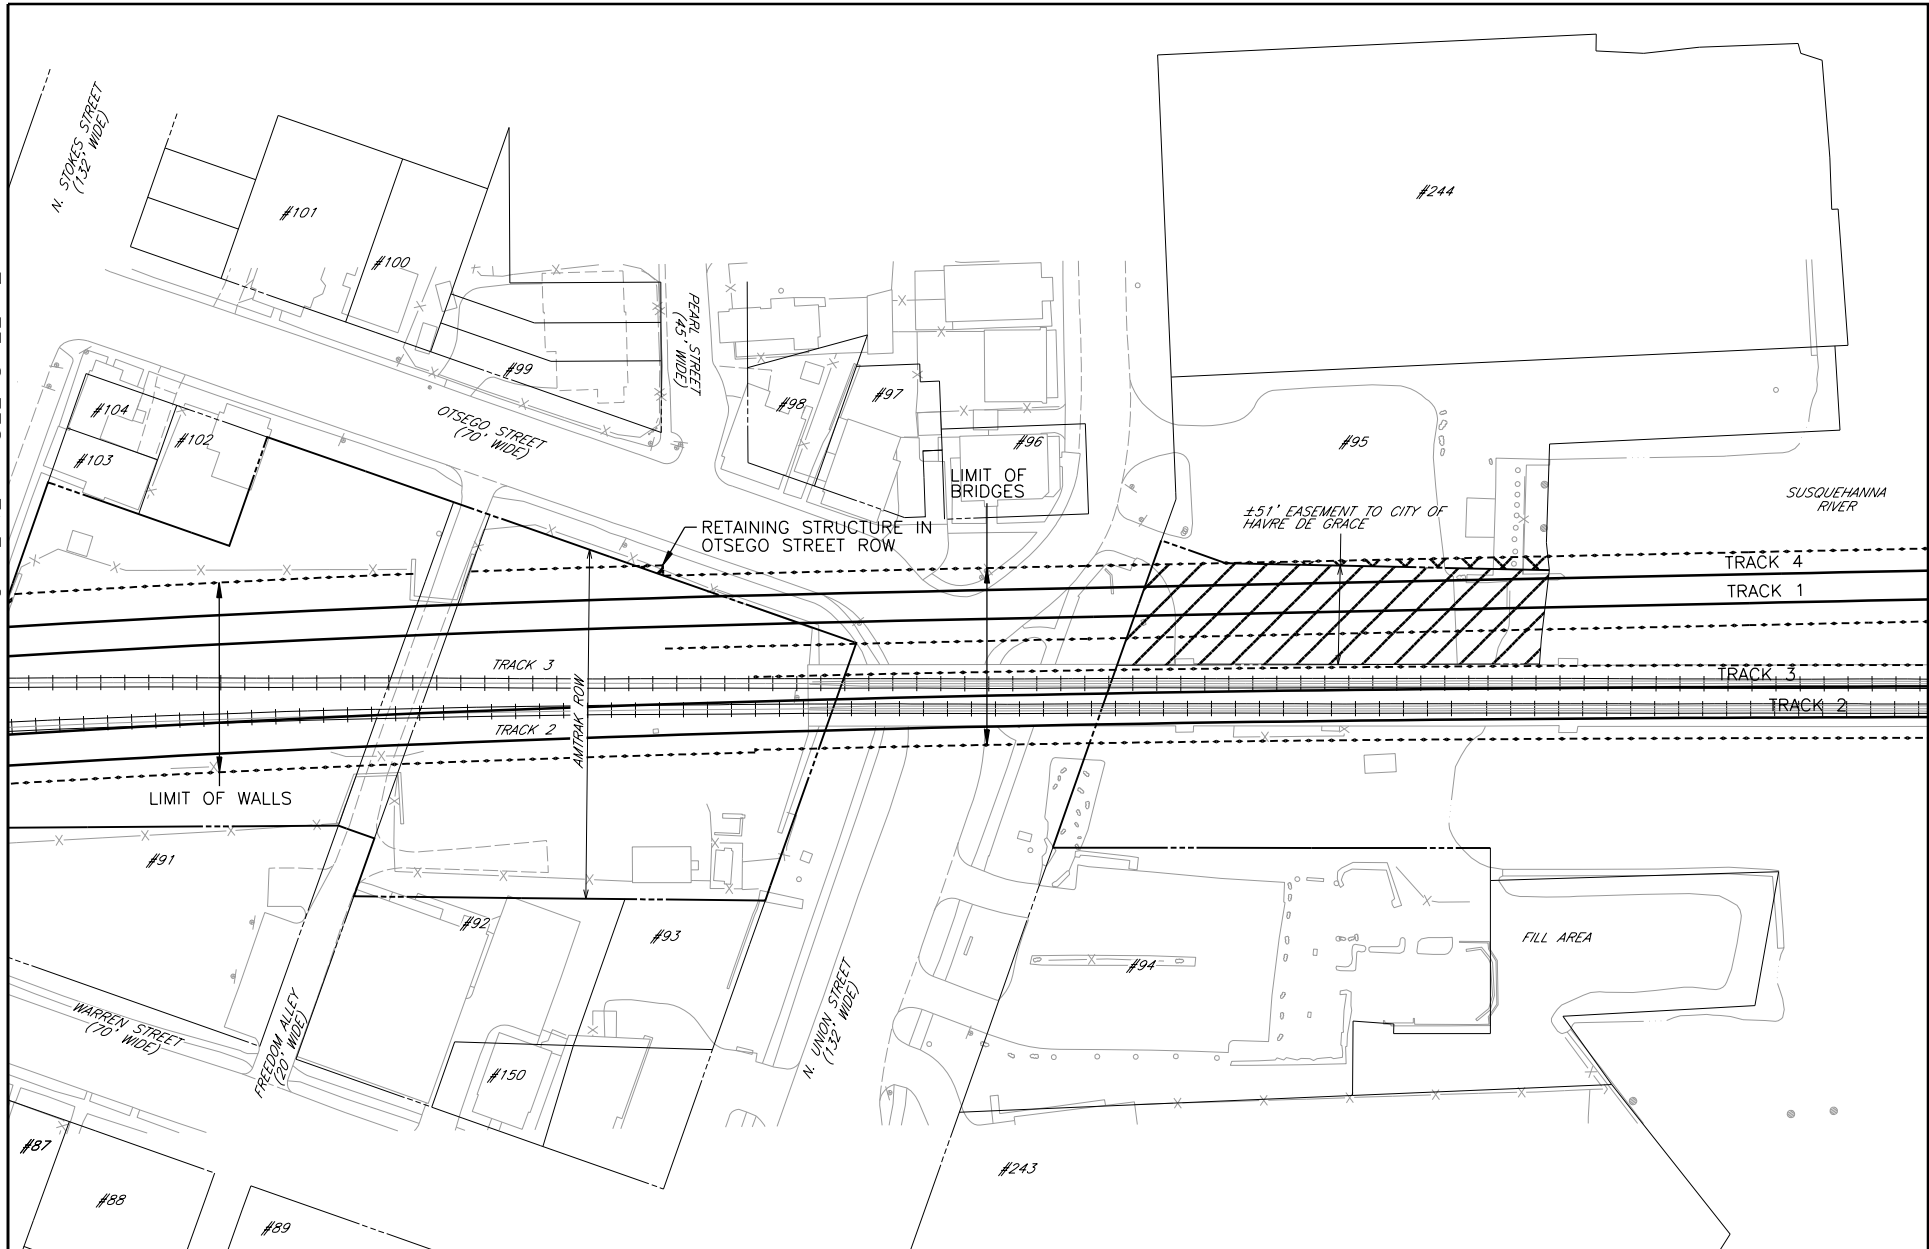 N. STOKES STREET
(132' WIDE)
#101
#100
#244
PEARL STREET
(45' WIDE)
#99
#98
#97
#104
#102
#103
OTSEGO STREET
(70' WIDE)
#96
#95
LIMIT OF
BRIDGES
SUSQUEHANNA
RIVER
±51' EASEMENT TO CITY OF
HAVRE DE GRACE
RETAINING STRUCTURE IN
OTSEGO STREET ROW
TRACK 4
TRACK 1
TRACK 3
TRACK 3
TRACK 2
AMTRAK ROW
TRACK 2
LIMIT OF WALLS
#91
#92
#93
FILL AREA
#94
N. UNION STREET
(132' WIDE)
WARREN STREET
(70' WIDE)
FREEDOM ALLEY
(20' WIDE)
#150
#87
#243
#88
#89